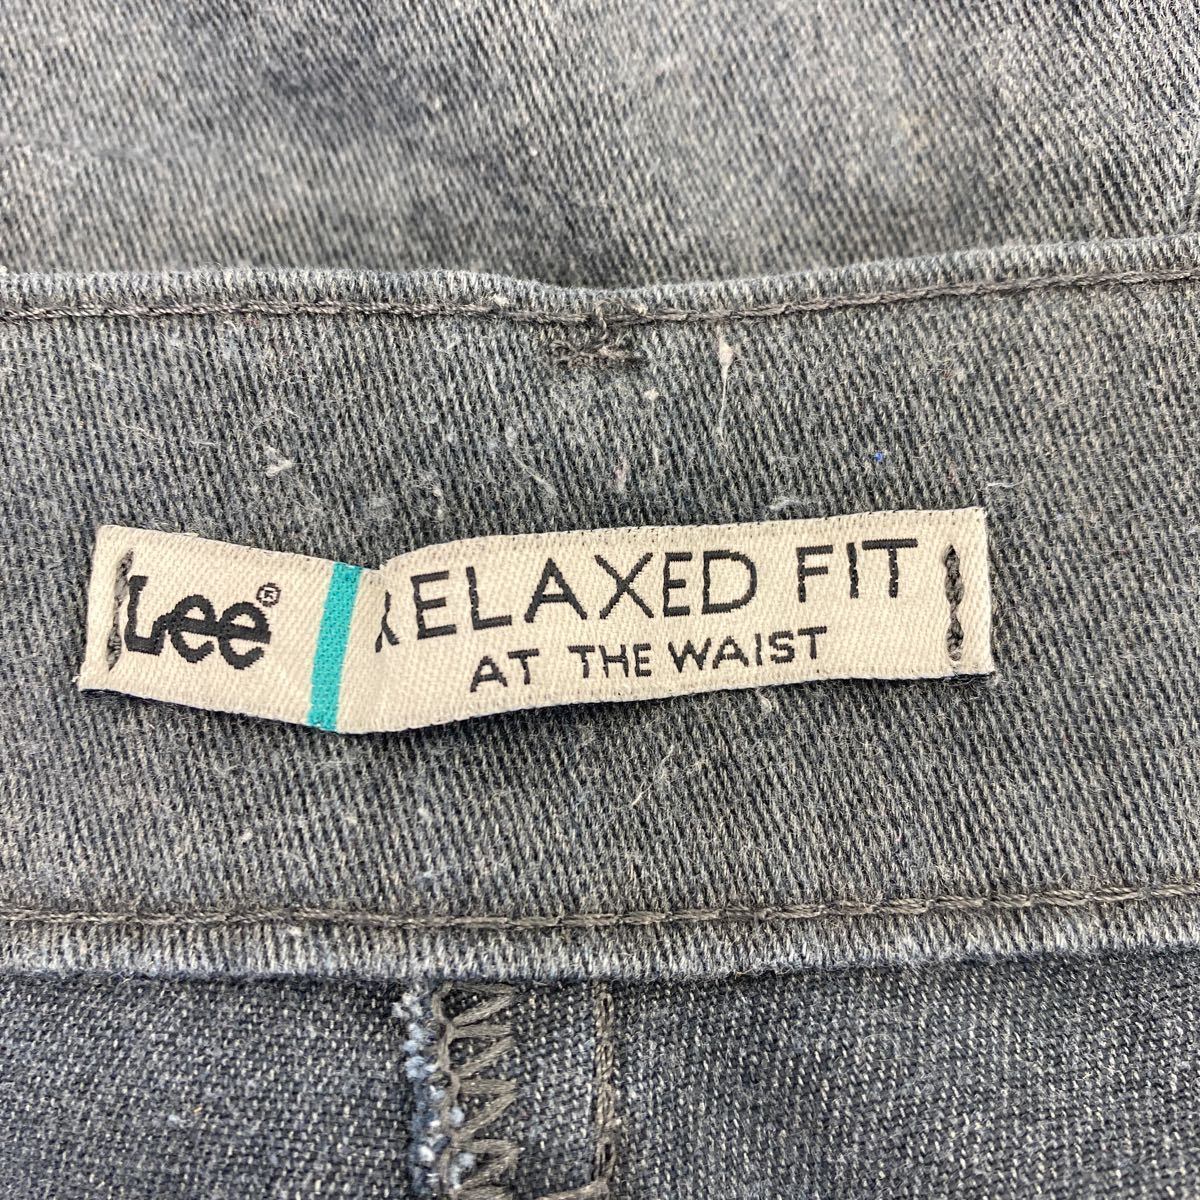 Lee®
RELAXED FIT
AT THE WAIST